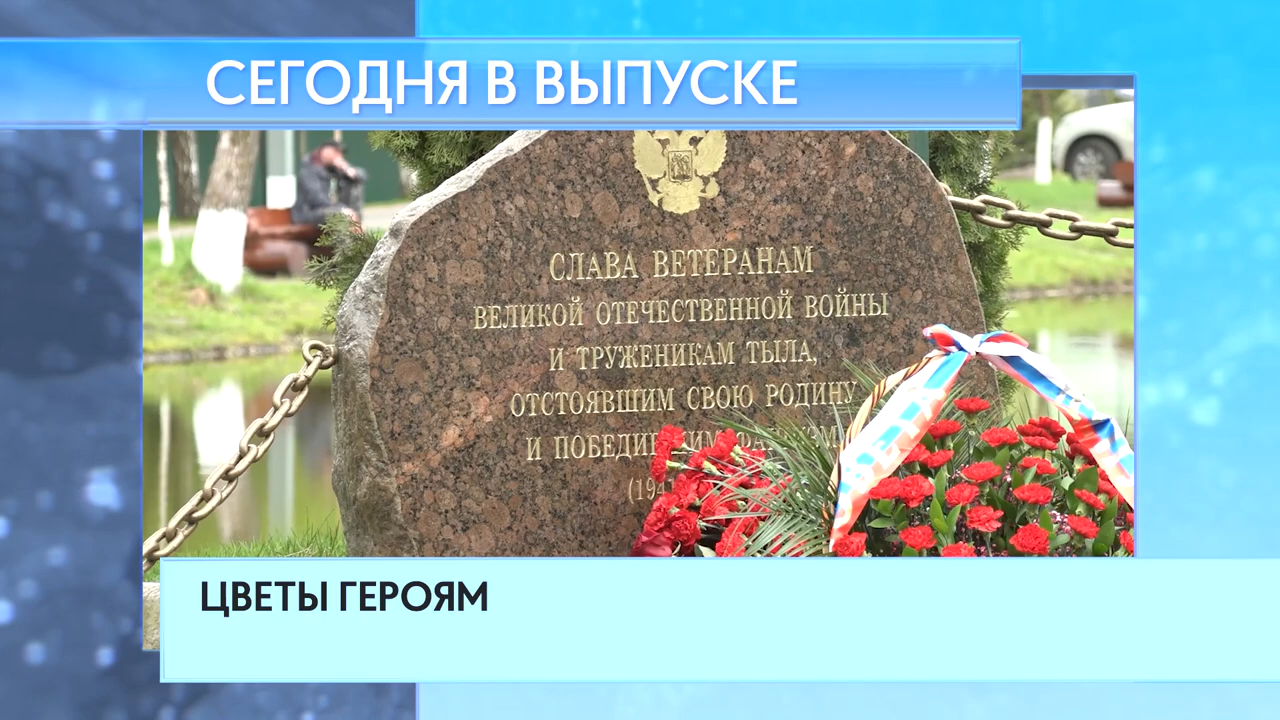 СЕГОДНЯ В ВЫПУСКЕ
СЛАВА ВЕТЕРАНАМ
ВЕЛИКОЙ ОТЕЧЕСТВЕННОЙ ВОЙНЫ
И ТРУЖЕНИКАМ ТЫЛА,
ОТСТОЯВШИМ СВОЮ РОДИНУ
И
ЦВЕТЫ ГЕРОЯМ